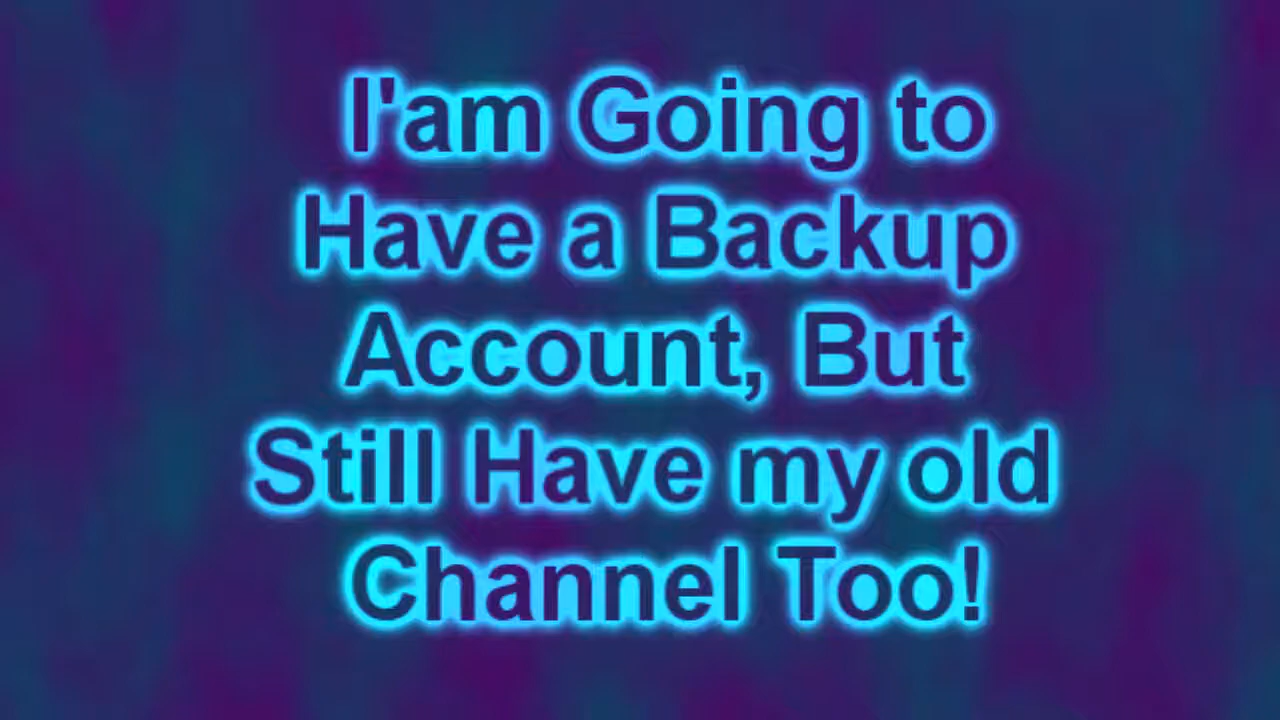 I'am Going to
Have a Backup
Account, But
Still Have my old
Channel Too!